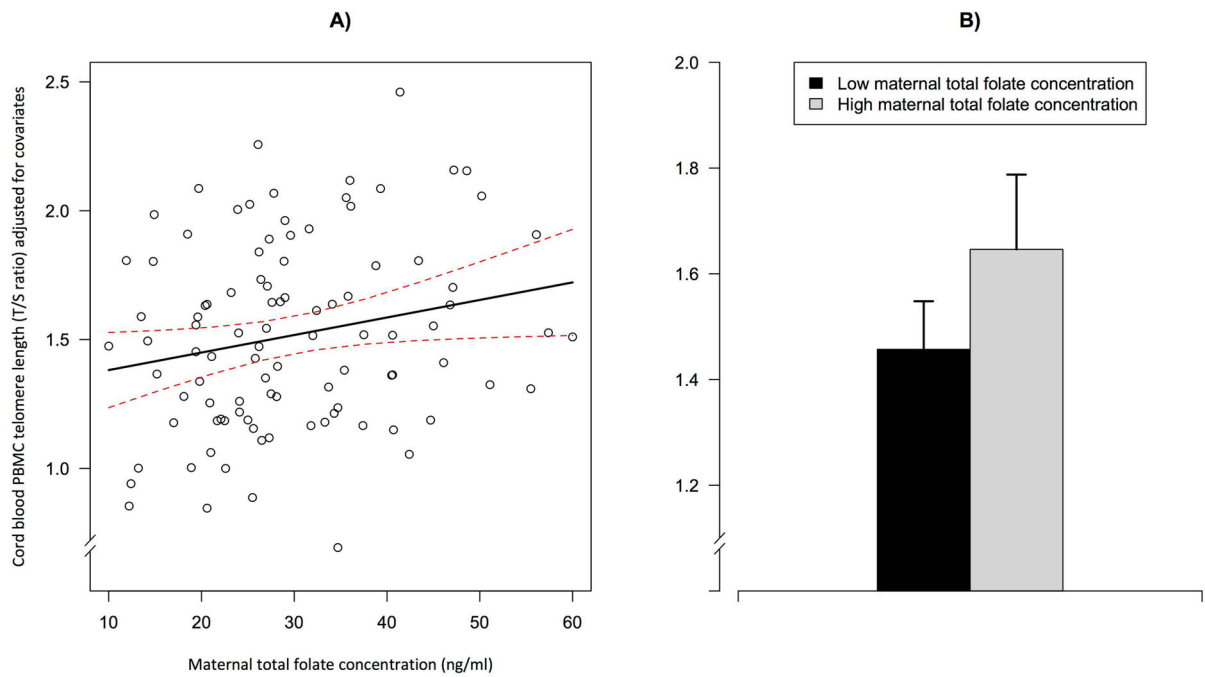 A)
Cord blood PBMC telomere length (T/S ratio) adjusted for covariates
2.5
2.0
1.5
1.0
10 20 30 40 50 60
Maternal total folate concentration (ng/ml)
B)
Low maternal total folate concentration
High maternal total folate concentration
2.0
1.8
1.6
1.4
1.2